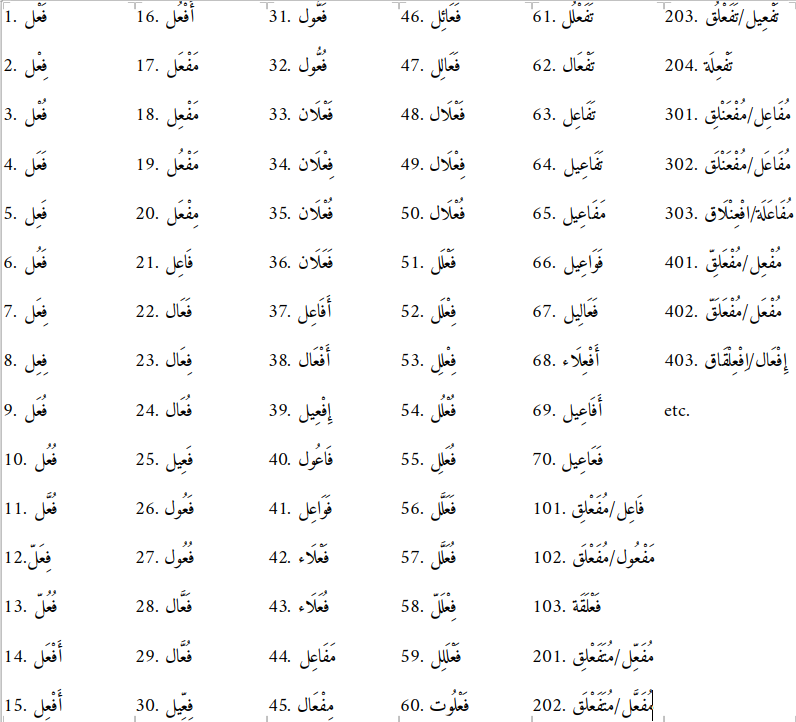 1. فَعْل
2. فِعْل
3. فُعْل
4. فَعَل
5. فَعِل
6. فَعُل
7. فِعَل
8. فِعِل
9. فُعَل
10. فُعُل
11. فُعَّل
12. فِعَلّ
13. فُعُلّ
14. أَفْعَل
15. أَفْعِل
16. أَفْعُل
17. مَفْعَل
18. مَفْعِل
19. مَفْعُل
20. مِفْعَل
21. فَاعِل
22. فَعَال
23. فِعَال
24. فُعَال
25. فَعِيل
26. فَعُول
27. فُعُول
28. فَعَّال
29. فُعَّال
30. فِعِّيل
31. فَعُّول
32. فُعُّول
33. فَعْلَان
34. فِعْلَان
35. فُعْلَان
36. فَعَلَان
37. أَفَاعِل
38. أَفْعَال
39. إِفْعِيل
40. فَاعُول
41. فَوَاعِل
42. فَعْلَاء
43. فُعَلَاء
44. مَفَاعِل
45. مِفْعَال
46. فَعَائِل
47. فَعَالِل
48. فَعْلَال
49. فِعْلَال
50. فُعْلَال
51. فَعْلَل
52. فِعْلَل
53. فِعْلِل
54. فُعْلُل
55. فُعَلِل
56. فَعَلَّل
57. فُعَلَّل
58. فِعْلَلّ
59. فَعْلَلِل
60. فَعْلُوت
61. تَفَعْلُل
62. تَفْعَال
63. تَفَاعِل
64. تَفَاعِيل
65. مَفَاعِيل
66. فَوَاعِيل
67. فَعَالِيل
68. أَفْعِلَاء
69. أَفَاعِيل
70. فَعَاعِيل
101. فَاعِل/مُفَعْلِق
102. مَفْعُول/مُفَعْلَق
103. فَعْلَقَة
201. مُفَعِّل/مُتَفَعْلِق
202. مُفَعَّل/مُتَفَعْلَق
203. تَفْعِيل/تَفَعْلُق
204. تَفْعِلَة
301. مُفَاعِل/مُفْعَنْلِق
302. مُفَاعَل/مُفْعَنْلَق
303. مُفَاعَلَة/افْعِنْلَاق
401. مُفْعِل/مُفْعَلِقّ
402. مُفْعَل/مُفْعَلَقّ
403. إِفْعَال/اِفْعِلْقَاق
etc.